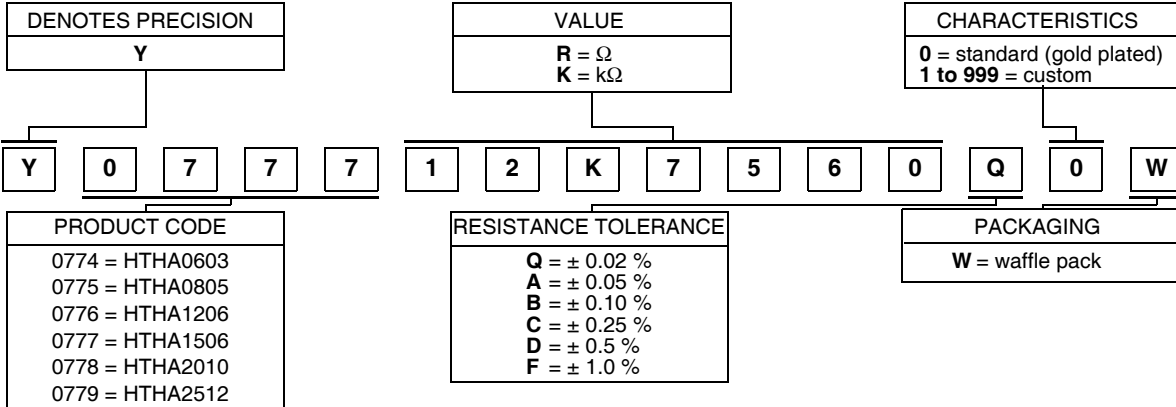 DENOTES PRECISION
Y
VALUE
R = Ω
K = kΩ
CHARACTERISTICS
0 = standard (gold plated)
1 to 999 = custom
Y 0 7 7 7 1 2 K 7 5 6 0 Q 0 W
PRODUCT CODE
0774 = HTHA0603
0775 = HTHA0805
0776 = HTHA1206
0777 = HTHA1506
0778 = HTHA2010
0779 = HTHA2512
RESISTANCE TOLERANCE
Q = ± 0.02 %
A = ± 0.05 %
B = ± 0.10 %
C = ± 0.25 %
D = ± 0.5 %
F = ± 1.0 %
PACKAGING
W = waffle pack